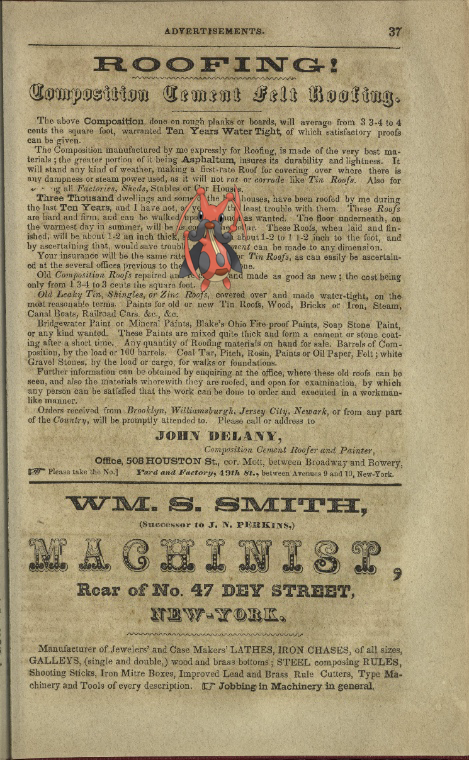 ADVERTISEMENTS. 37
ROOFING!
Composition Cement Felt Roofing.
The above Composition, done on rough planks or boards, will average from 3 3-4 to 4
cents the square foot, warranted Ten Years Water Tight, of which satisfactory proofs
can be given.
The Composition manufactured by me expressly for Roofing, is made of the very best ma-
terials; the greater portion of it being Asphaltum, insures its durability and lightness. It
will stand any kind of weather, making a first-rate Roof for covering over where there is
any dampness or steam power used, as it will not rot or corrode like Tin Roofs. Also for
ng all Factories, Sheds, Stables or Out Houses.
Three Thousand dwellings and the houses, have been roofed by me during
the last Ten Years, and I have not, least trouble with them. These Roofs
are hard and firm, and can be walked as wanted. The floor underneath, on
the warmest day in summer, will be These Roofs, when laid and fin-
ished, will be about 1-2 an inch thick, about 1-2 to 1 1-2 inch to the foot, and
by ascertaining that, would save troubl can be made to any dimension.
Your insurance will be the same rate Tin Roofs, as can easily be ascertain-
ed at the several offices previous to the
Old Composition Roofs repaired and made as good as new; the cost being
only from 1 3-4 to 3 cents the square foot.
Old Leaky Tin, Shingles, or Zinc Roofs, covered over and made water-tight, on the
most reasonable terms. Paints for old or new Tin Roofs, Wood, Bricks or Iron, Steam,
Canal Boats, Railroad Cars, &c., &c.
Bridgewater Paint or Mineral Paints, Blake's Ohio Fire proof Paints, Soap Stone Paint,
or any kind wanted. These Paints are mixed quite thick and form a cement or stone coat-
ing after a short time. Any quantity of Roofing materials on hand for sale. Barrels of Com-
position, by the load or 160 barrels. Coal Tar, Pitch, Rosin, Paints or Oil Paper, Felt; white
Gravel Stones, by the load or cargo, for walks or foundations.
Further information can be obtained by enquiring at the office, where these old roofs can be
seen, and also the materials wherewith they are roofed, and open for examination, by which
any person can be satisfied that the work can be done to order and executed in a workman-
like manner.
Orders received from Brooklyn, Williamsburgh, Jersey City, Newark, or from any part
of the Country, will be promptly attended to. Please call or address to
JOHN DELANY,
Composition Cement Roofer and Painter,
Office, 508 HOUSTON St., cor. Mott, between Broadway and Bowery,
☞ Please take the No.] Yard and Factory, 49th St., between Avenues 9 and 10, New-York.
WM. S. SMITH,
(Successor to J. N. PERKINS,)
MACHINIST,
Rear of No. 47 DEY STREET,
NEW-YORK.
Manufacturer of Jewelers' and Case Makers' LATHES, IRON CHASES, of all sizes,
GALLEYS, (single and double,) wood and brass bottoms; STEEL composing RULES,
Shooting Sticks, Iron Mitre Boxes, Improved Lead and Brass Rule Cutters, Type Ma-
chinery and Tools of every description. ☞ Jobbing in Machinery in general.